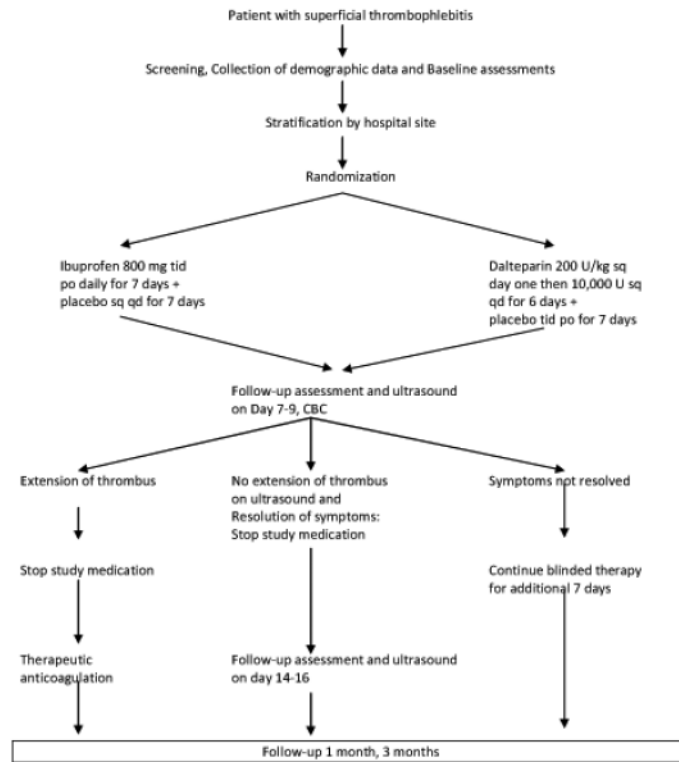 Patient with superficial thrombophlebitis
Screening, Collection of demographic data and Baseline assessments
Stratification by hospital site
Randomization
Ibuprofen 800 mg tid
po daily for 7 days +
placebo sq qd for 7 days
Dalteparin 200 U/kg sq
day one then 10,000 U sq
qd for 6 days +
placebo tid po for 7 days
Follow-up assessment and ultrasound
on Day 7-9, CBC
Extension of thrombus
No extension of thrombus
on ultrasound and
Resolution of symptoms:
Stop study medication
Symptoms not resolved
Stop study medication
Continue blinded therapy
for additional 7 days
Therapeutic
anticoagulation
Follow-up assessment and ultrasound
on day 14-16
Follow-up 1 month, 3 months